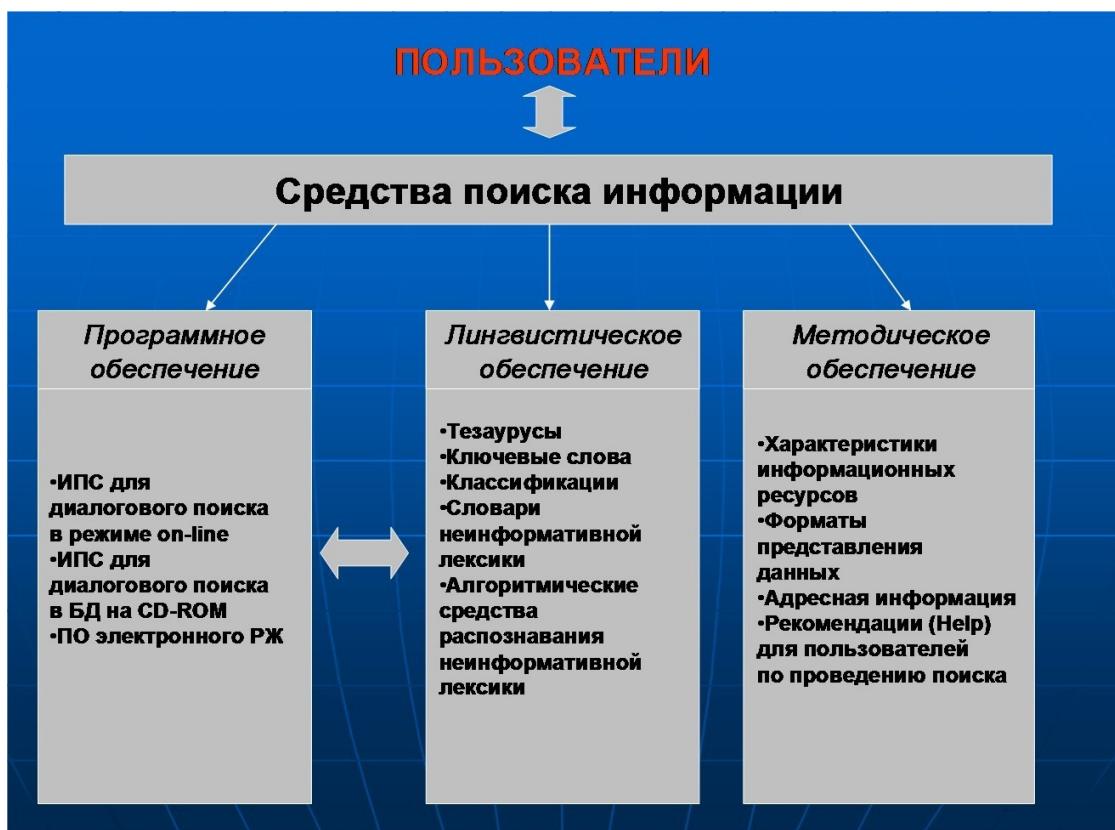 ПОЛЬЗОВАТЕЛИ
Средства поиска информации
Программное
обеспечение
•ИПС для
диалогового поиска
в режиме on-line
•ИПС для
диалогового поиска
в БД на CD-ROM
•ПО электронного РЖ
Лингвистическое
обеспечение
•Тезаурусы
•Ключевые слова
•Классификации
•Словари
неинформативной
лексики
•Алгоритмические
средства
распознавания
неинформативной
лексики
Методическое
обеспечение
•Характеристики
информационных
ресурсов
•Форматы
представления
данных
•Адресная информация
•Рекомендации (Help)
для пользователей
по проведению поиска